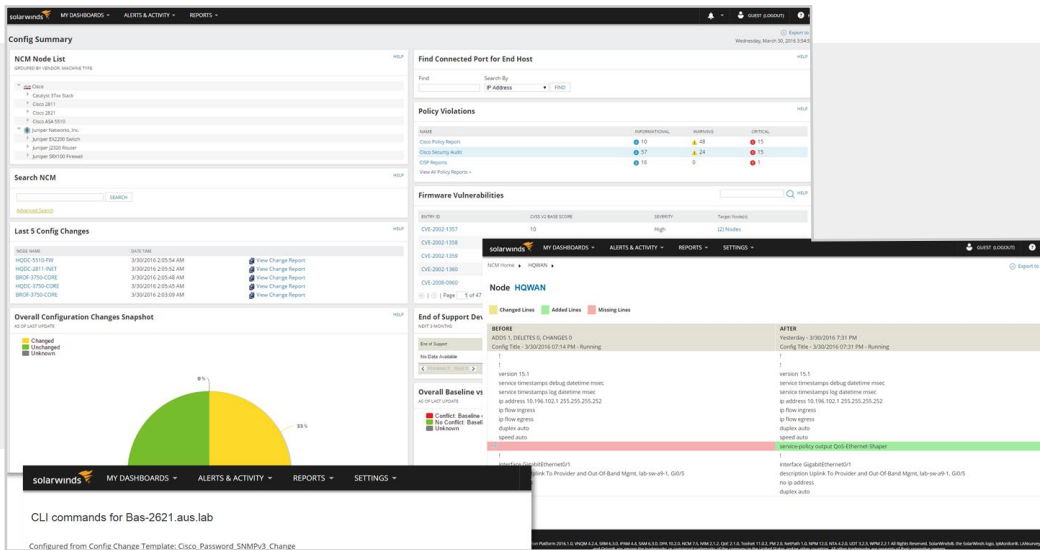 solarwinds MY DASHBOARDS ALERTS & ACTIVITY REPORTS GUEST (LOGOUT)
Config Summary
Export to
Wednesday, March 30, 2016 3:54:5
NCM Node List HELP
GROUPED BY VENDOR, MACHINETYPE
Cisco
Catalyst 37xx Stack
Cisco 2811
Cisco 2821
Cisco ASA 5510
Juniper Networks, Inc.
Juniper EX2200 Switch
Juniper J2320 Router
Juniper SRX100 Firewall
Search NCM HELP
SEARCH
Advanced Search
Last 5 Config Changes HELP
NODE NAME DATE TIME
HQDC-5510-FW 3/30/2016 2:05:54 AM View Change Report
HQDC-2811-INET 3/30/2016 2:05:52 AM View Change Report
BROF-3750-CORE 3/30/2016 2:05:48 AM View Change Report
HQDC-3750-CORE 3/30/2016 2:05:45 AM View Change Report
BROF-3750-CORE 3/30/2016 2:03:09 AM View Change Report
Overall Configuration Changes Snapshot HELP
AS OF LAST UPDATE
Changed
Unchanged
Unknown
0 %
33 %
Find Connected Port for End Host HELP
Find Search By
IP Address FIND
Policy Violations HELP
NAME INFORMATIONAL WARNING CRITICAL
Cisco Policy Report 10 48 15
Cisco Security Audit 57 24 15
CISP Reports 16 0 1
View All Policy Reports »
Firmware Vulnerabilities HELP
ENTRY ID CVSS V2 BASE SCORE SEVERITY Target Node(s)
CVE-2002-1357 10 High (2) Nodes
CVE-2002-1358
CVE-2002-1359
CVE-2002-1360
CVE-2008-0960
Page 1 of 47
End of Support Dev
NEXT 3 MONTHS
End of Support
No Data Available
Overall Baseline vs
AS OF LAST UPDATE
Conflict: Baseline
No Conflict: Basel
Unknown
solarwinds MY DASHBOARDS ALERTS & ACTIVITY REPORTS SETTINGS GUEST (LOGOUT)
NCM Home HQWAN Export to
Node HQWAN
Changed Lines Added Lines Missing Lines
BEFORE AFTER
ADDS 1, DELETES 0, CHANGES 0 Yesterday - 3/30/2016 7:31 PM
Config Title - 3/30/2016 07:14 PM - Running Config Title - 3/30/2016 07:31 PM - Running
! !
! !
version 15.1 version 15.1
service timestamps debug datetime msec service timestamps debug datetime msec
service timestamps log datetime msec service timestamps log datetime msec
ip address 10.196.102.1 255.255.255.252 ip address 10.196.102.1 255.255.255.252
ip flow ingress ip flow ingress
ip flow egress ip flow egress
duplex auto duplex auto
speed auto speed auto
service-policy output QoS-Ethernet-Shaper
! !
interface GigabitEthernet0/1 interface GigabitEthernet0/1
plink To Provider and Out-Of-Band Mgmt, lab-sw-a9-1, Gi0/5 description Uplink To Provider and Out-Of-Band Mgmt, lab-sw-a9-1, Gi0/5
ss no ip address
duplex auto
solarwinds MY DASHBOARDS ALERTS & ACTIVITY REPORTS SETTINGS
CLI commands for Bas-2621.aus.lab
Configured from Config Change Template: Cisco_Password_SNMPv3_Change